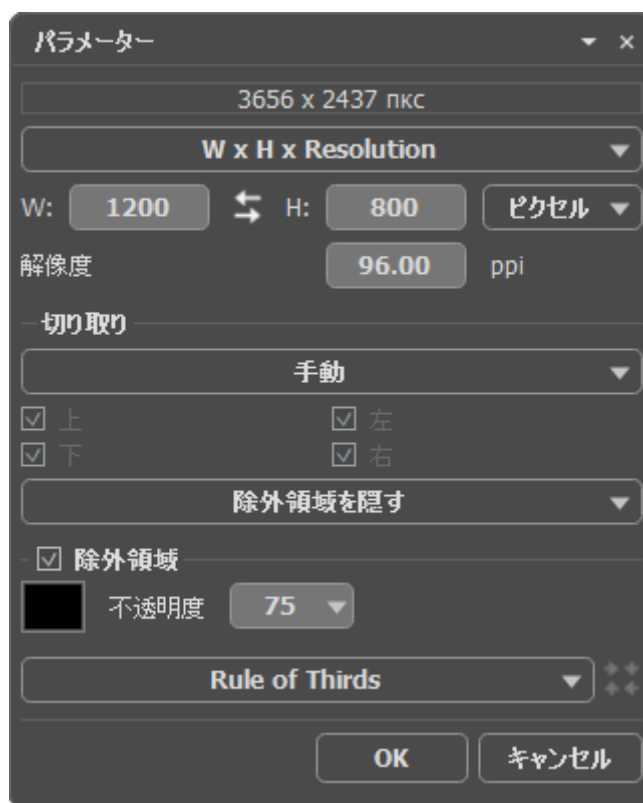 パラメーター
3656 x 2437 пкс
W x H x Resolution
W: 1200 H: 800 ピクセル
解像度 96.00 ppi
切り取り
手動
上 左
下 右
除外領域を隠す
除外領域
不透明度 75
Rule of Thirds
OK キャンセル